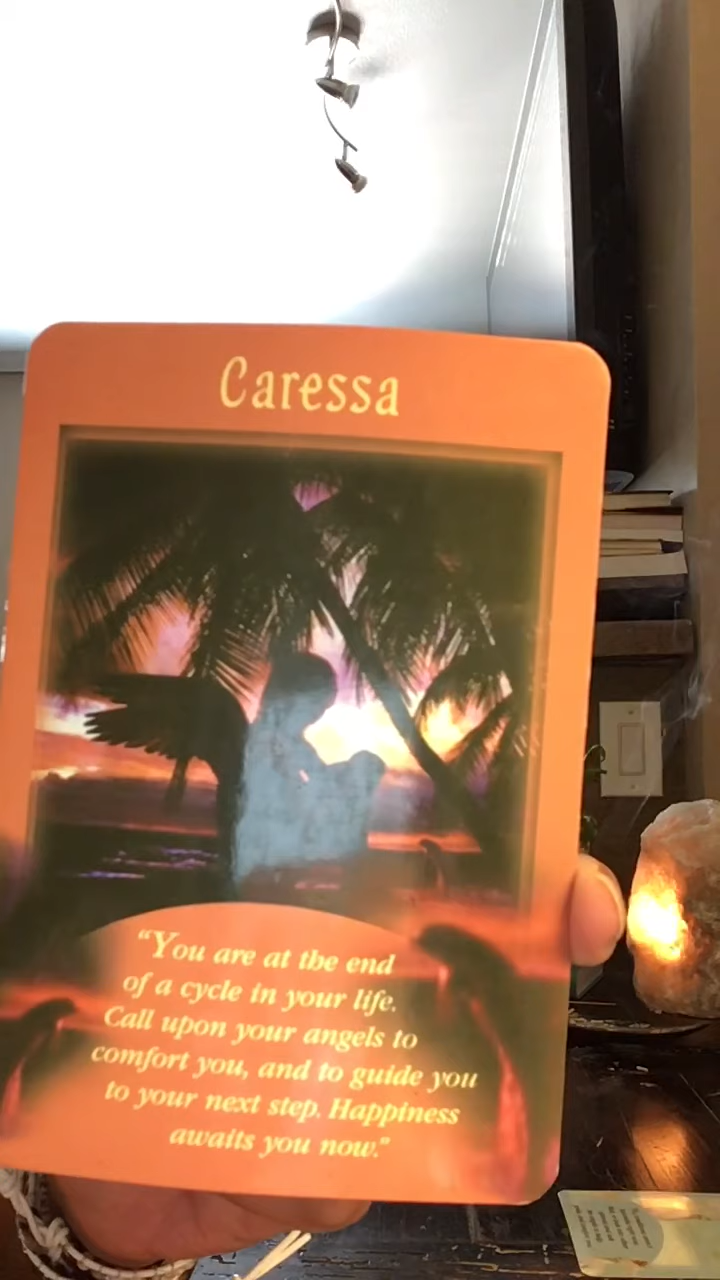 Caressa
“You are at the end
of a cycle in your life.
Call upon your angels to
comfort you, and to guide you
to your next step. Happiness
awaits you now.”